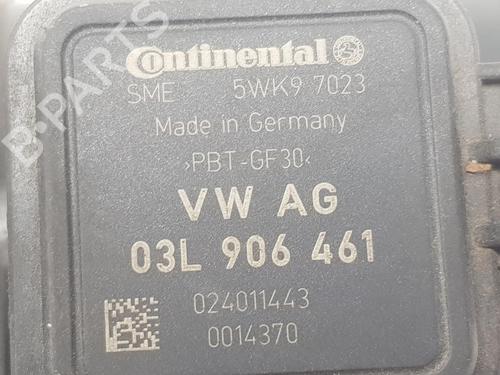 Continental
SME 5WK9 7023
Made in Germany
›PBT-GF30‹
VW AG
03L 906 461
024011443
0014370
B-PARTS